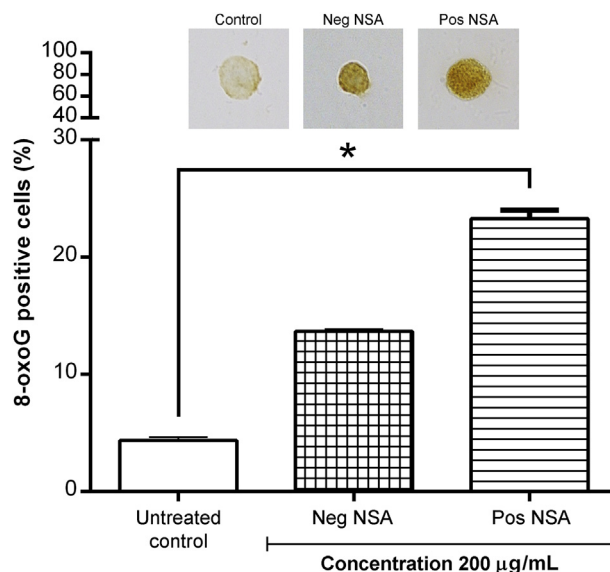 Control
Neg NSA
Pos NSA
8-oxoG positive cells (%)
100
80
60
40
30
20
10
0
*
Untreated
control
Neg NSA
Pos NSA
Concentration 200 µg/mL